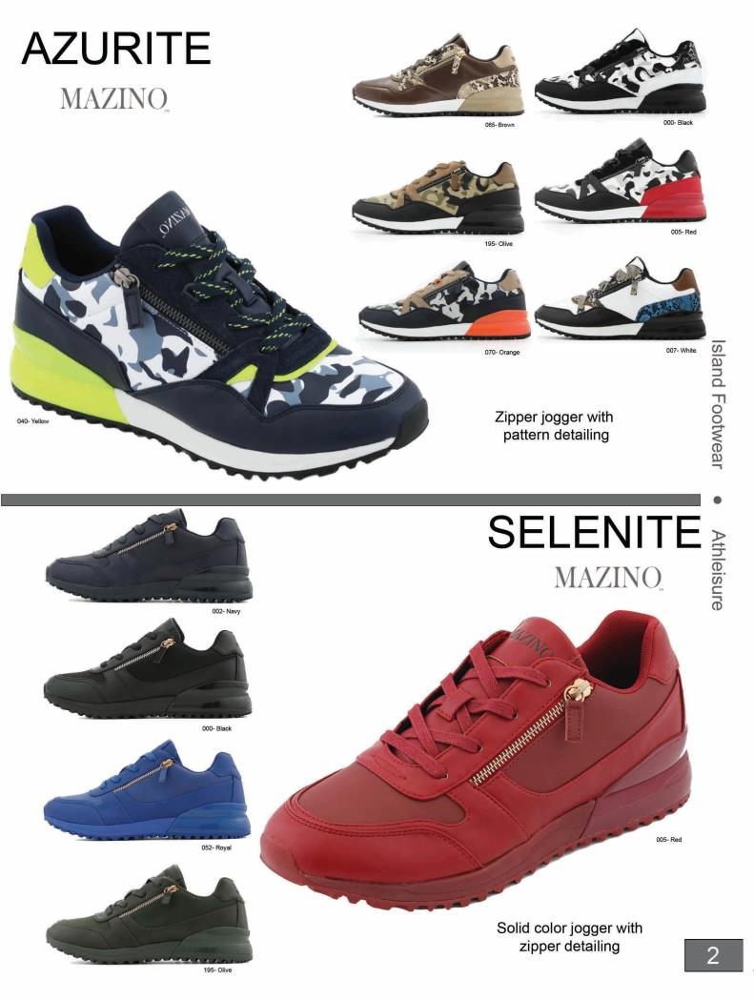 AZURITE
MAZINO
065- Brown
000- Black
195- Olive
005- Red
070- Orange
007- White
MAZINO
040- Yellow
Zipper jogger with
pattern detailing
Island Footwear • Athleisure
SELENITE
MAZINO
002- Navy
000- Black
052- Royal
195- Olive
MAZINO
005- Red
Solid color jogger with
zipper detailing
2